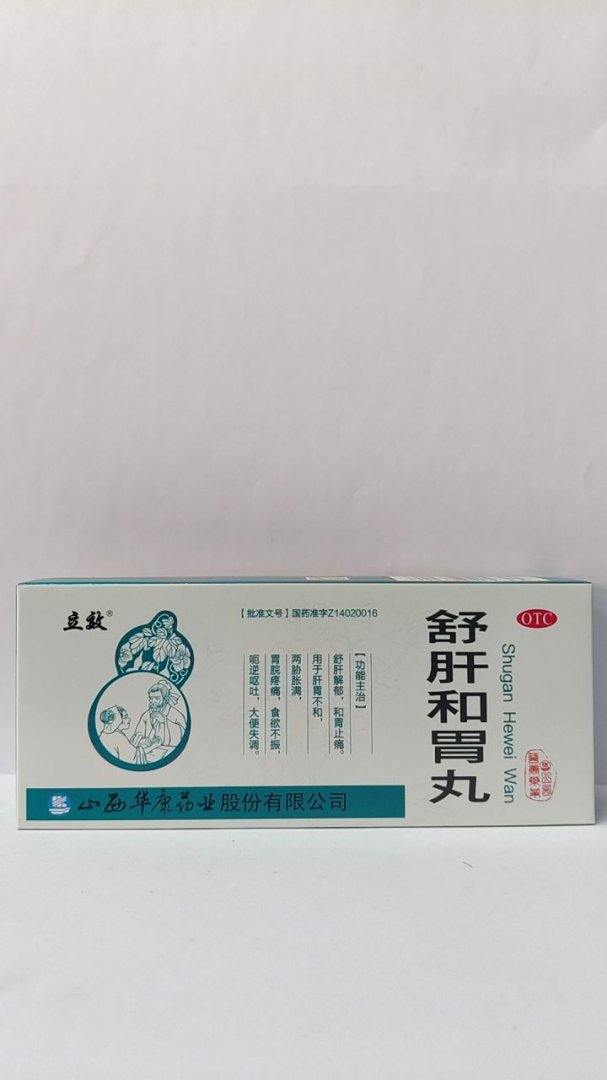 立效®
【批准文号】国药准字Z14020016
【功能主治】
舒肝解郁，和胃止痛。
用于肝胃不和，
两胁胀满，
胃脘疼痛，食欲不振，
呃逆呕吐，大便失调。
舒肝和胃丸
Shugan Hewei Wan
OTC
山西华康药业股份有限公司